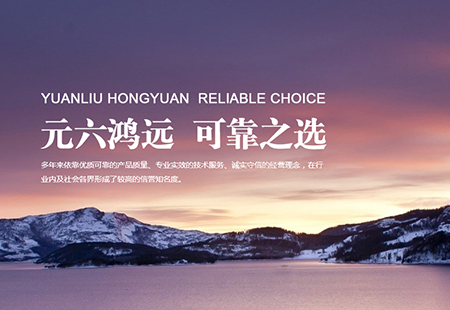 YUANLIU HONGYUAN RELIABLE CHOICE
元六鸿远 可靠之选
多年来依靠优质可靠的产品质量、专业实效的技术服务、诚实守信的经营理念，在行
业内及社会各界形成了较高的信誉知名度。